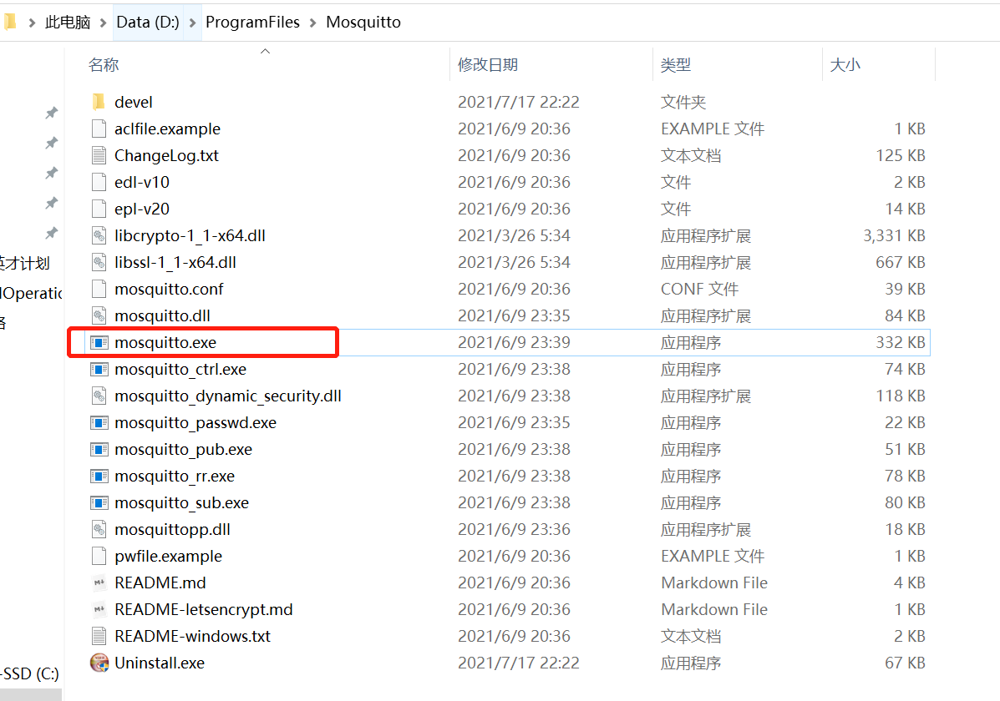 此电脑 > Data (D:) > ProgramFiles > Mosquitto
名称 修改日期 类型 大小
devel 2021/7/17 22:22 文件夹
aclfile.example 2021/6/9 20:36 EXAMPLE 文件 1 KB
ChangeLog.txt 2021/6/9 20:36 文本文档 125 KB
edl-v10 2021/6/9 20:36 文件 2 KB
epl-v20 2021/6/9 20:36 文件 14 KB
libcrypto-1_1-x64.dll 2021/3/26 5:34 应用程序扩展 3,331 KB
libssl-1_1-x64.dll 2021/3/26 5:34 应用程序扩展 667 KB
mosquitto.conf 2021/6/9 20:36 CONF 文件 39 KB
mosquitto.dll 2021/6/9 23:35 应用程序扩展 84 KB
mosquitto.exe 2021/6/9 23:39 应用程序 332 KB
mosquitto_ctrl.exe 2021/6/9 23:38 应用程序 74 KB
mosquitto_dynamic_security.dll 2021/6/9 23:38 应用程序扩展 118 KB
mosquitto_passwd.exe 2021/6/9 23:35 应用程序 22 KB
mosquitto_pub.exe 2021/6/9 23:38 应用程序 51 KB
mosquitto_rr.exe 2021/6/9 23:38 应用程序 78 KB
mosquitto_sub.exe 2021/6/9 23:38 应用程序 80 KB
mosquittopp.dll 2021/6/9 23:36 应用程序扩展 18 KB
pwfile.example 2021/6/9 20:36 EXAMPLE 文件 1 KB
README.md 2021/6/9 20:36 Markdown File 4 KB
README-letsencrypt.md 2021/6/9 20:36 Markdown File 1 KB
README-windows.txt 2021/6/9 20:36 文本文档 2 KB
Uninstall.exe 2021/7/17 22:22 应用程序 67 KB
才计划
Operatio
-SSD (C:)